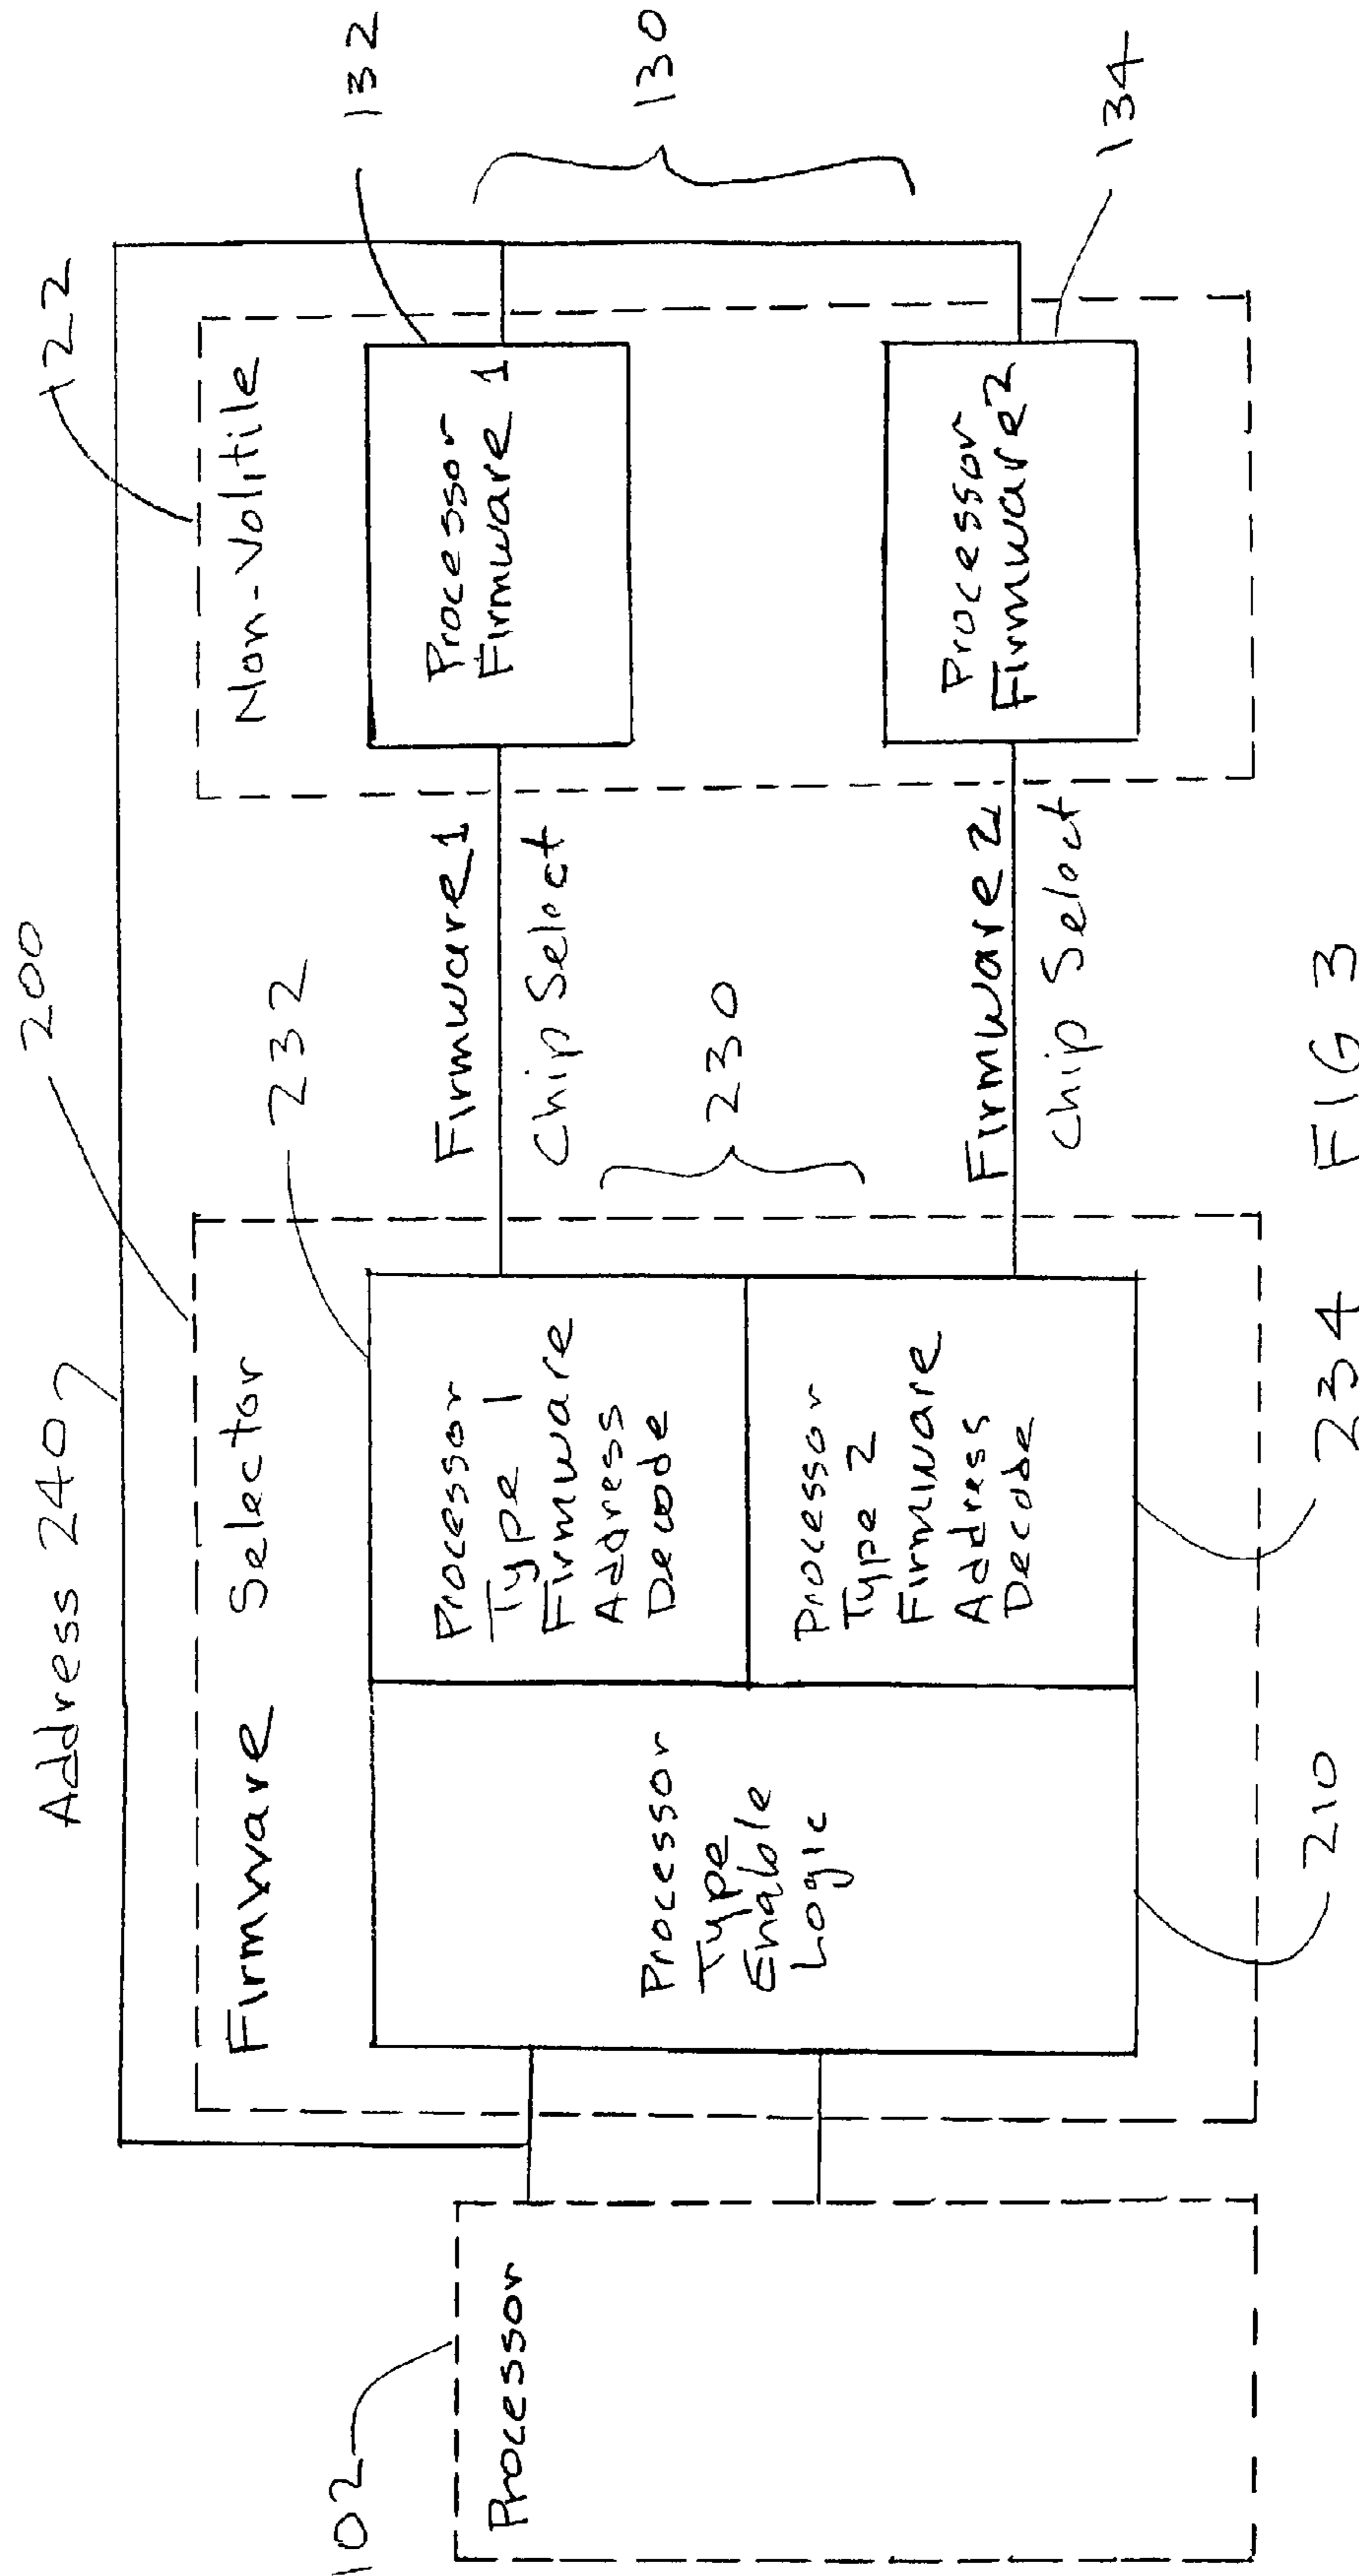 Address 240
200
122
Firmware Selector
Non-Volitile
232
132
102
Processor
Processor
Type
Enable
Logic
Processor
Type 1
Firmware
Address
Decode
Processor
Type 2
Firmware
Address
Decode
Firmware 1
Chip Select
230
Firmware 2
Chip Select
Processor
Firmware 1
Processor
Firmware 2
130
134
210
234
FIG 3